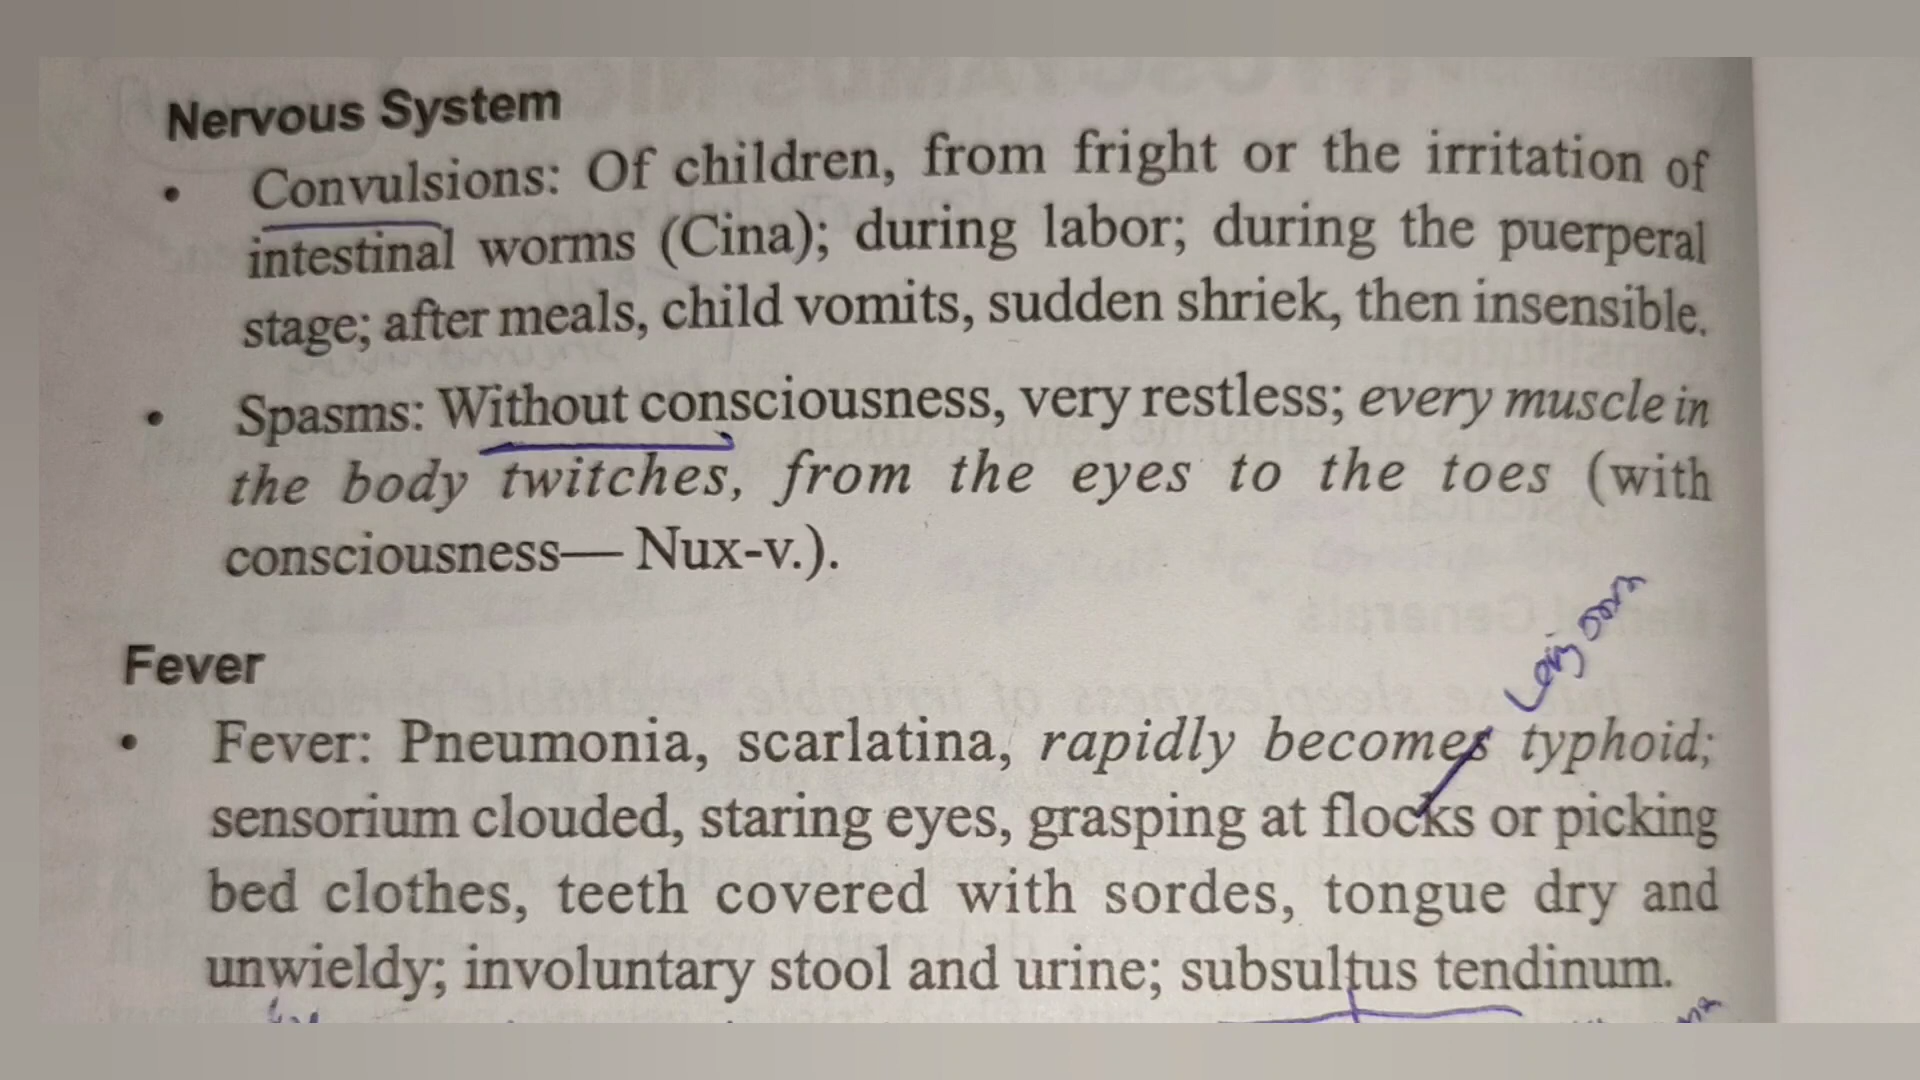 Nervous System
• Convulsions: Of children, from fright or the irritation of
intestinal worms (Cina); during labor; during the puerperal
stage; after meals, child vomits, sudden shriek, then insensible.
• Spasms: Without consciousness, very restless; every muscle in
the body twitches, from the eyes to the toes (with
consciousness— Nux-v.).
Fever
• Fever: Pneumonia, scarlatina, rapidly becomes typhoid;
sensorium clouded, staring eyes, grasping at flocks or picking
bed clothes, teeth covered with sordes, tongue dry and
unwieldy; involuntary stool and urine; subsultus tendinum.